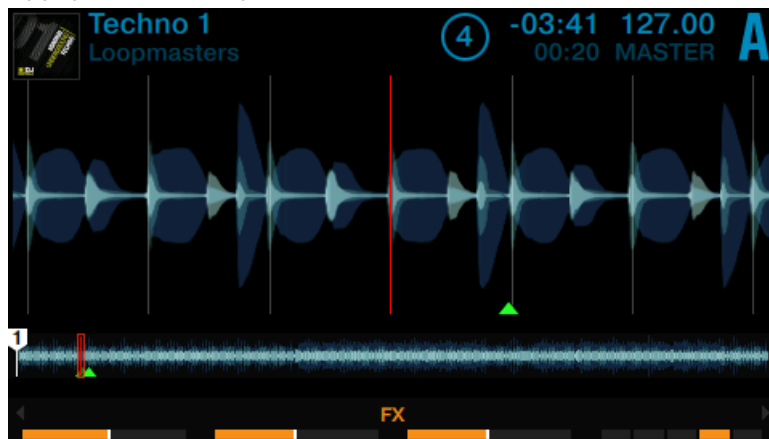 Techno 1
Loopmasters
4
-03:41 127.00
00:20 MASTER
A
1
FX